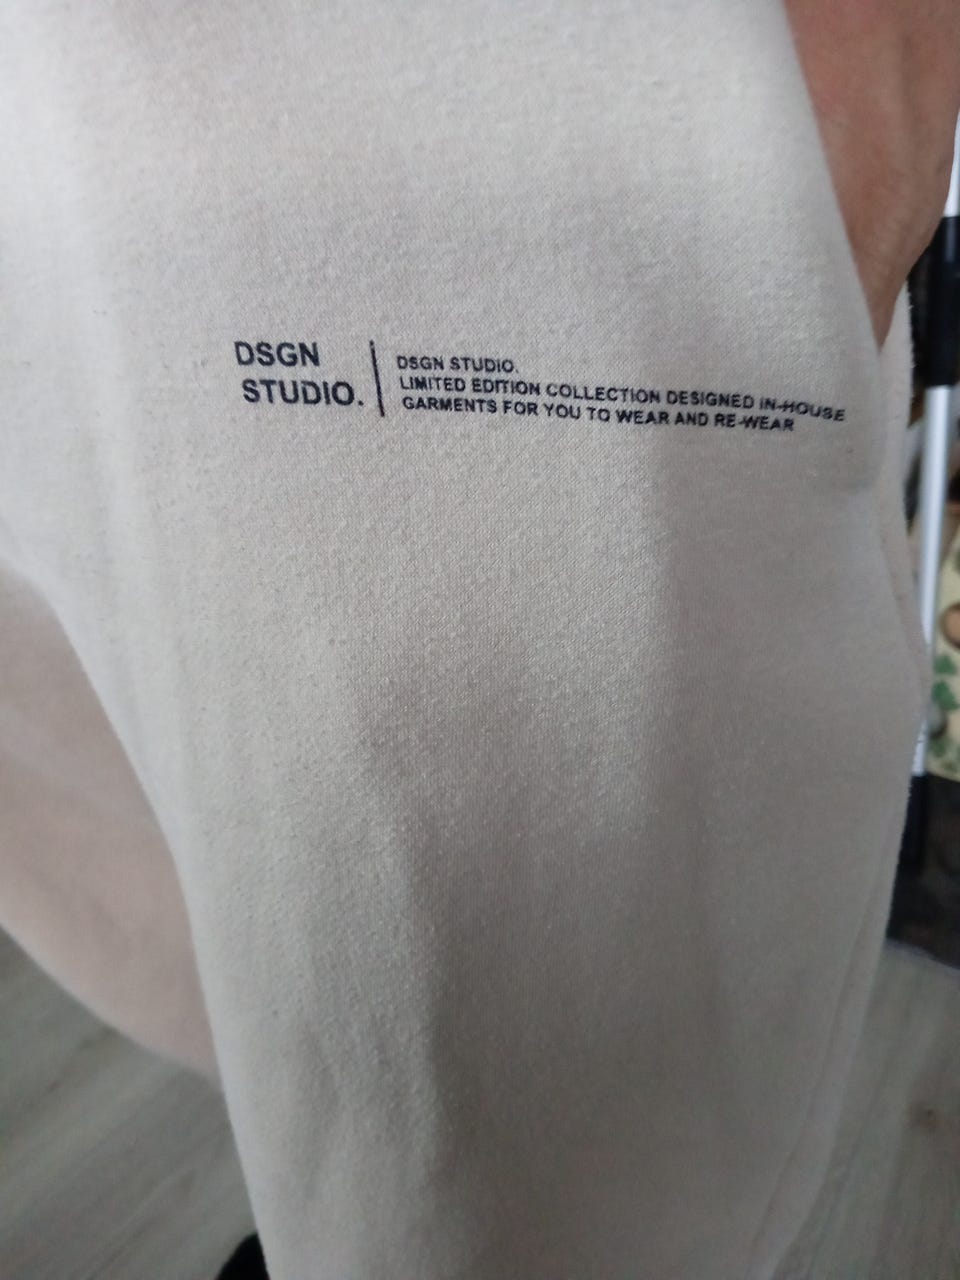 DSGN
STUDIO.
DSGN STUDIO.
LIMITED EDITION COLLECTION DESIGNED IN-HOUSE
GARMENTS FOR YOU TO WEAR AND RE-WEAR